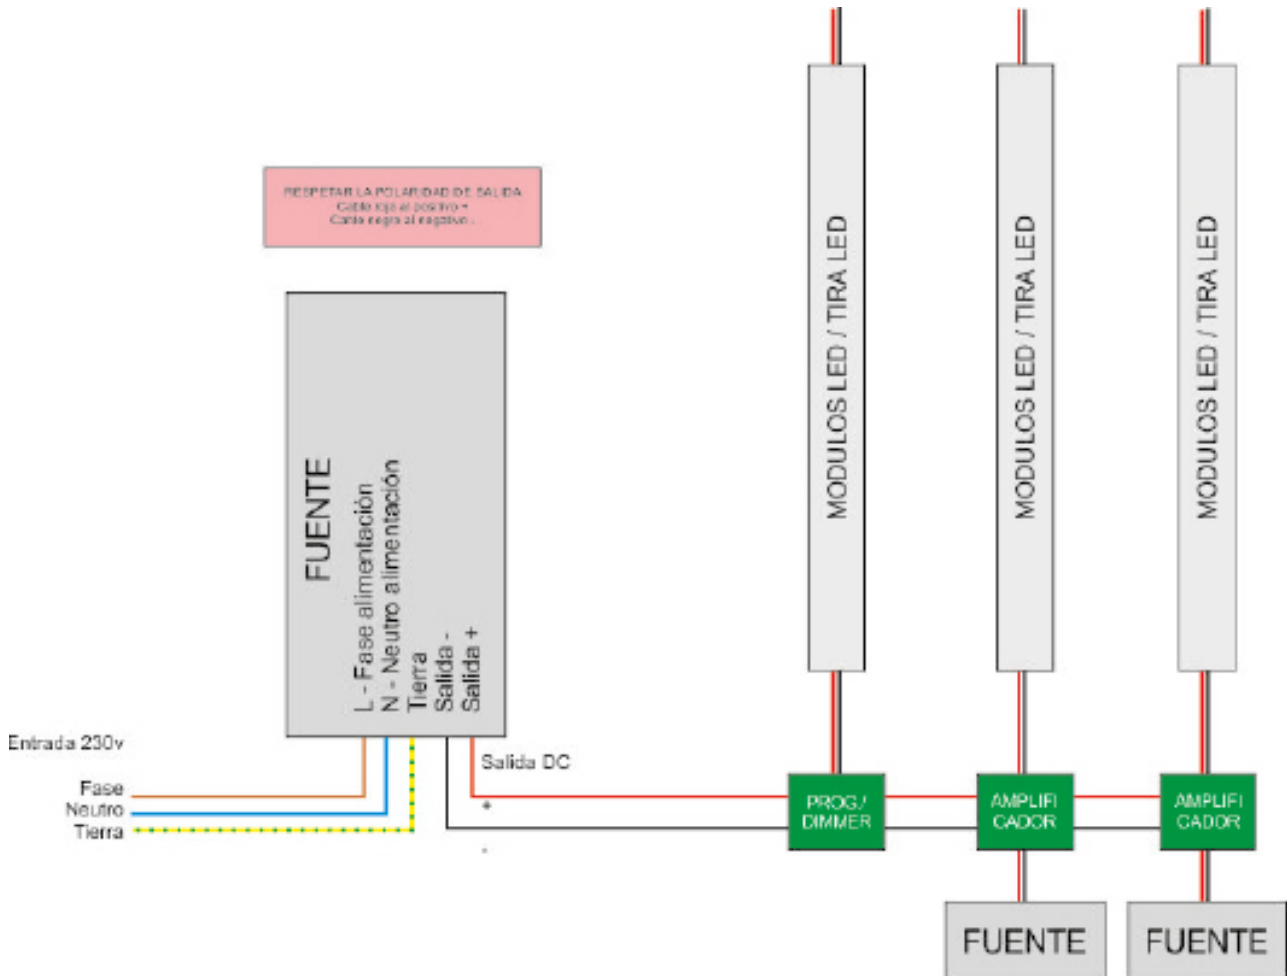 RESPETAR LA POLARIDAD DE SALIDA
Cable rojo al positivo +
Cable negro al negativo -
FUENTE
L - Fase alimentación
N - Neutro alimentación
Tierra
Salida -
Salida +
Entrada 230v
Fase
Neutro
Tierra
Salida DC
+
-
MODULOS LED / TIRA LED
MODULOS LED / TIRA LED
MODULOS LED / TIRA LED
PROG./
DIMMER
AMPLIFI
CADOR
AMPLIFI
CADOR
FUENTE
FUENTE